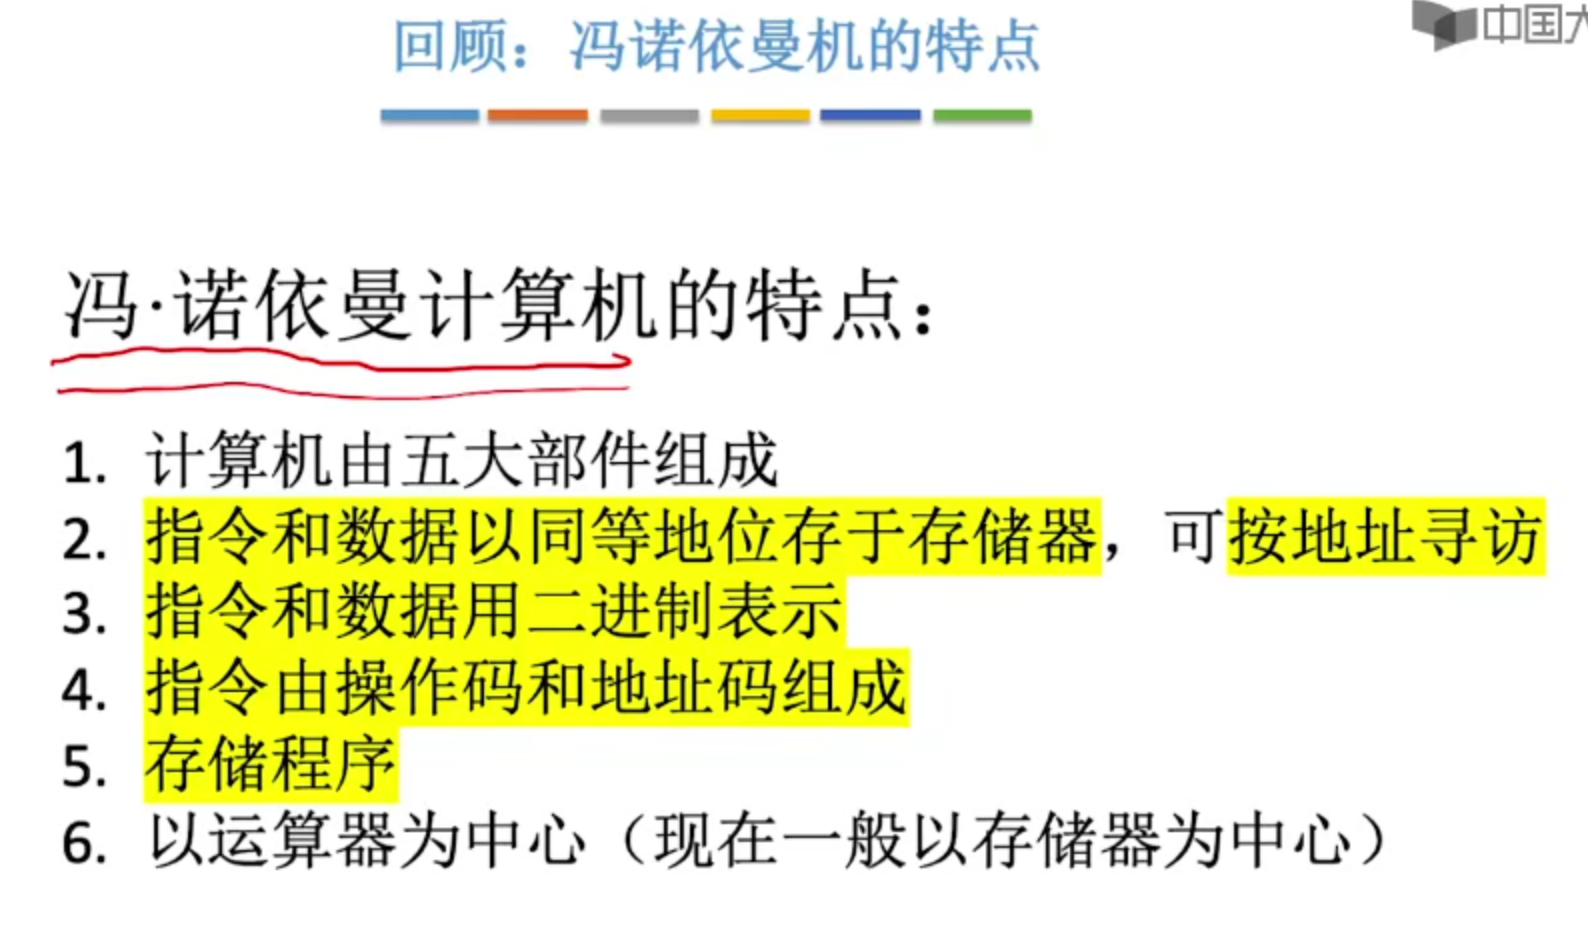 回顾：冯诺依曼机的特点
中国大
冯·诺依曼计算机的特点：
1. 计算机由五大部件组成
2. 指令和数据以同等地位存于存储器，可按地址寻访
3. 指令和数据用二进制表示
4. 指令由操作码和地址码组成
5. 存储程序
6. 以运算器为中心（现在一般以存储器为中心）